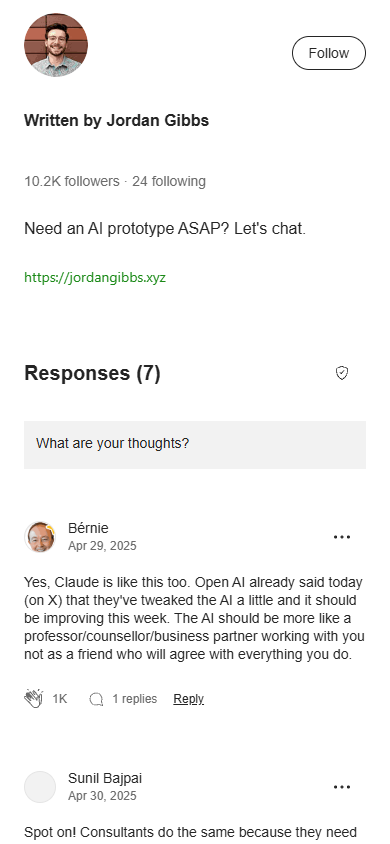 Follow
Written by Jordan Gibbs
10.2K followers · 24 following
Need an AI prototype ASAP? Let's chat.
https://jordangibbs.xyz
Responses (7)
What are your thoughts?
Bérnie
Apr 29, 2025
Yes, Claude is like this too. Open AI already said today
(on X) that they've tweaked the AI a little and it should
be improving this week. The AI should be more like a
professor/counsellor/business partner working with you
not as a friend who will agree with everything you do.
1K 1 replies Reply
Sunil Bajpai
Apr 30, 2025
Spot on! Consultants do the same because they need